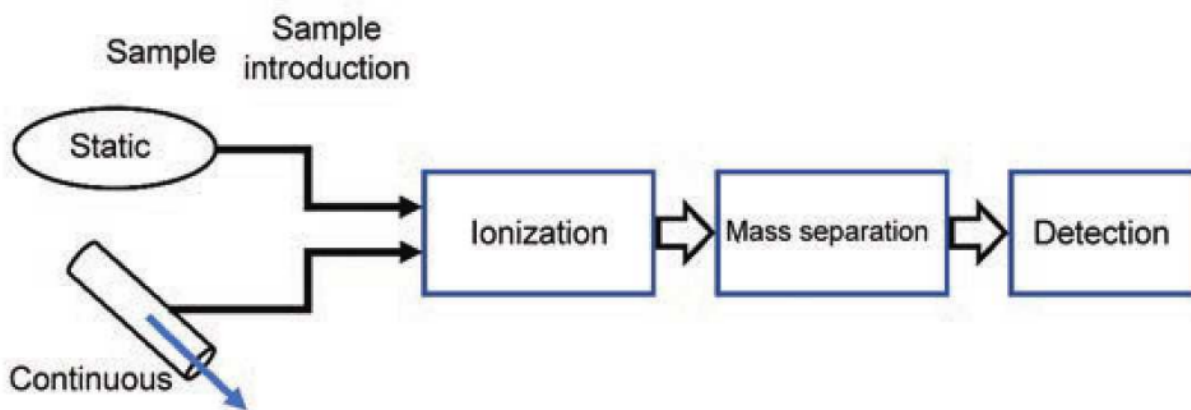 Sample
Sample
introduction
Static
Ionization
Mass separation
Detection
Continuous